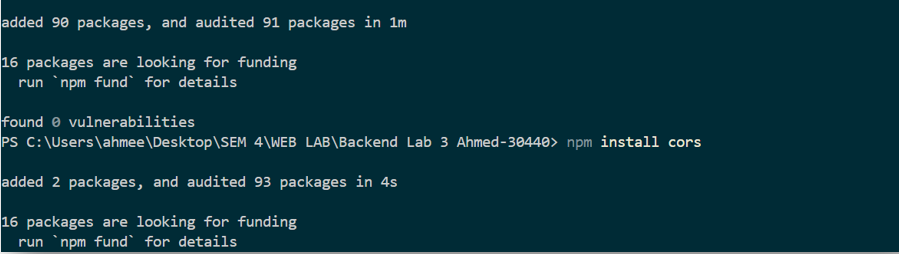 added 90 packages, and audited 91 packages in 1m
16 packages are looking for funding
  run `npm fund` for details
found 0 vulnerabilities
PS C:\Users\ahmee\Desktop\SEM 4\WEB LAB\Backend Lab 3 Ahmed-30440> npm install cors
added 2 packages, and audited 93 packages in 4s
16 packages are looking for funding
  run `npm fund` for details